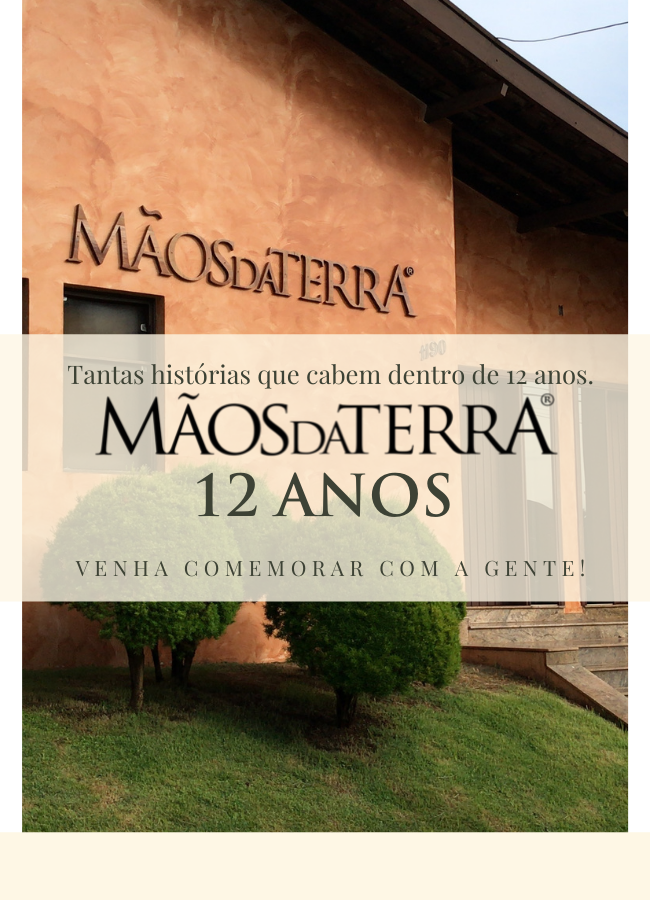 MÃOSDATERRA®
Tantas histórias que cabem dentro de 12 anos.
MÃOSDATERRA®
12 ANOS
VENHA COMEMORAR COM A GENTE!